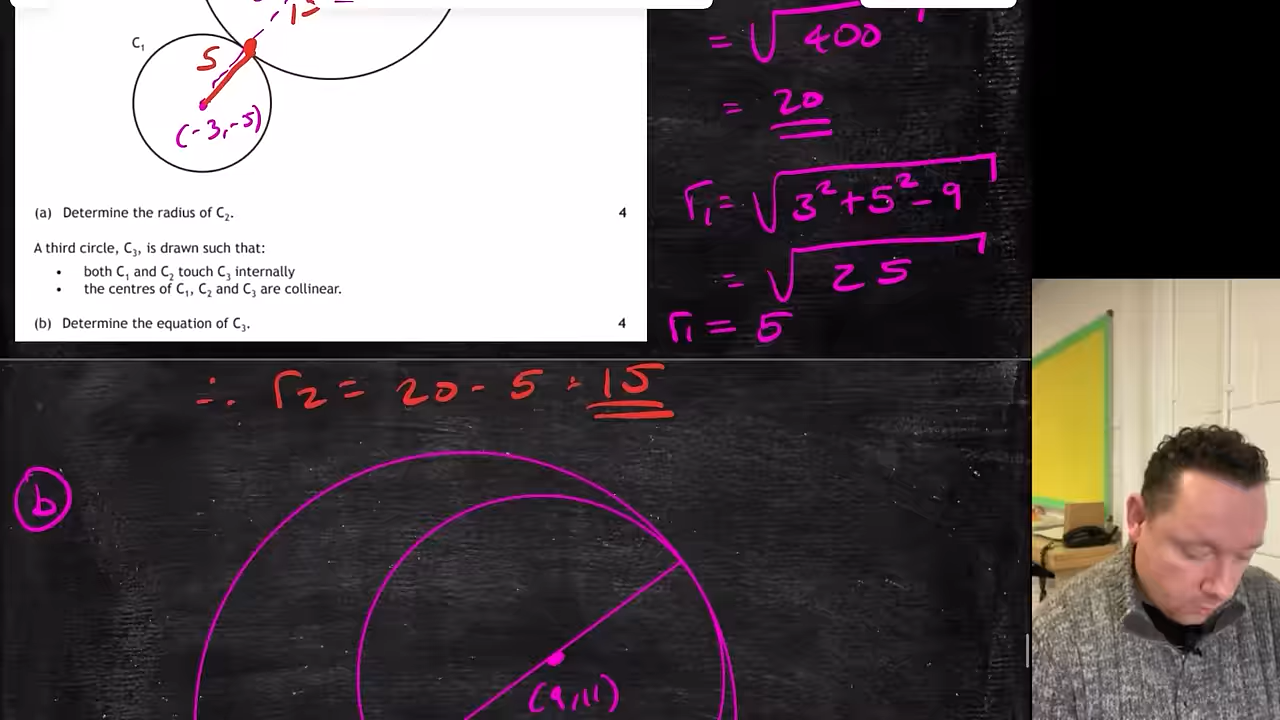 15
C₁
5
(-3,-5)
(a) Determine the radius of C₂. 4
A third circle, C₃, is drawn such that:
• both C₁ and C₂ touch C₃ internally
• the centres of C₁, C₂ and C₃ are collinear.
(b) Determine the equation of C₃. 4
= √400
= 20
r₁ = √3²+5²-9
= √25
r₁ = 5
∴ r₂ = 20 - 5 = 15
b
(9,11)